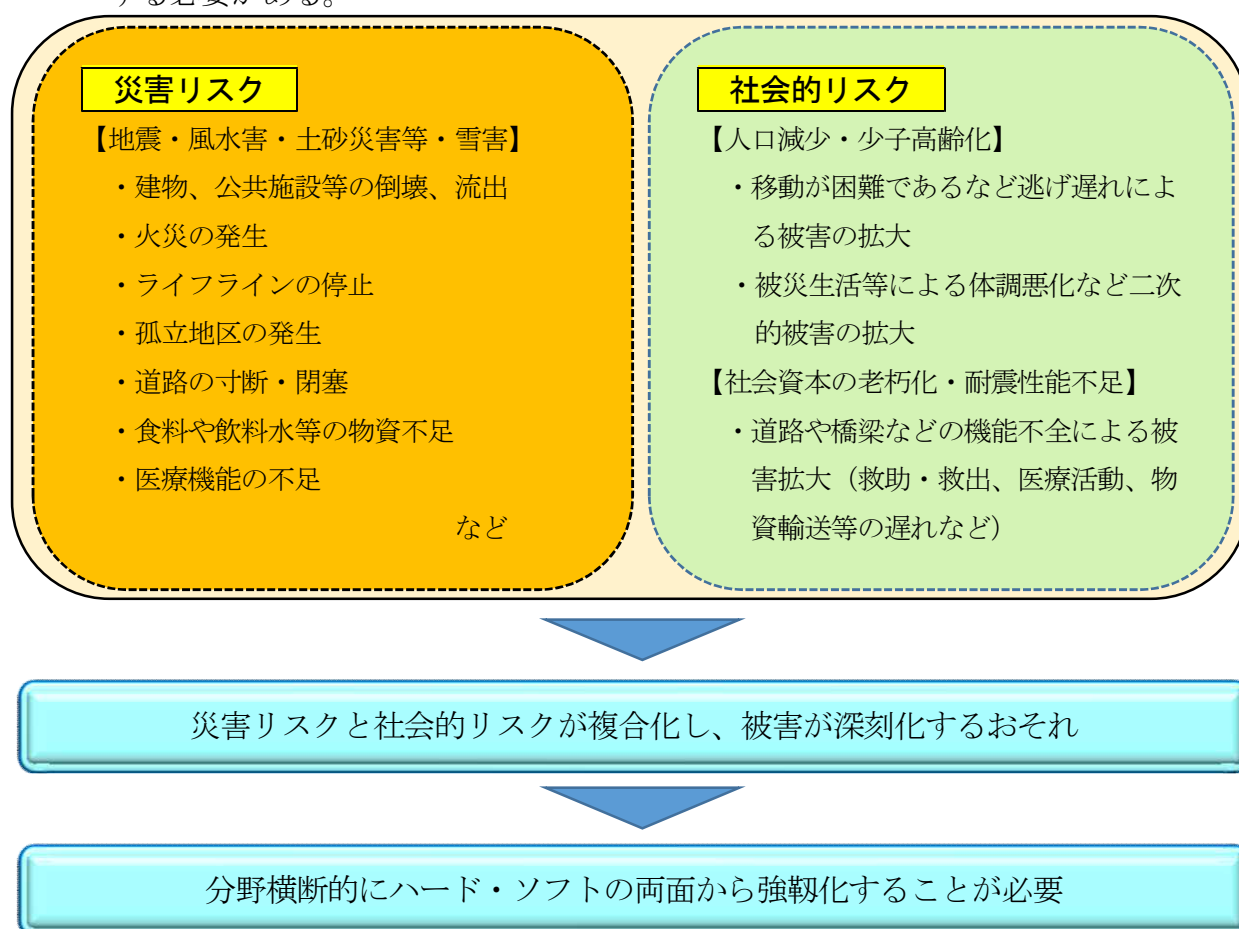 する必要がある。
災害リスク
【地震・風水害・土砂災害等・雪害】
・建物、公共施設等の倒壊、流出
・火災の発生
・ライフラインの停止
・孤立地区の発生
・道路の寸断・閉塞
・食料や飲料水等の物資不足
・医療機能の不足
など
社会的リスク
【人口減少・少子高齢化】
・移動が困難であるなど逃げ遅れによ
る被害の拡大
・被災生活等による体調悪化など二次
的被害の拡大
【社会資本の老朽化・耐震性能不足】
・道路や橋梁などの機能不全による被
害拡大（救助・救出、医療活動、物
資輸送等の遅れなど）
災害リスクと社会的リスクが複合化し、被害が深刻化するおそれ
分野横断的にハード・ソフトの両面から強靱化することが必要